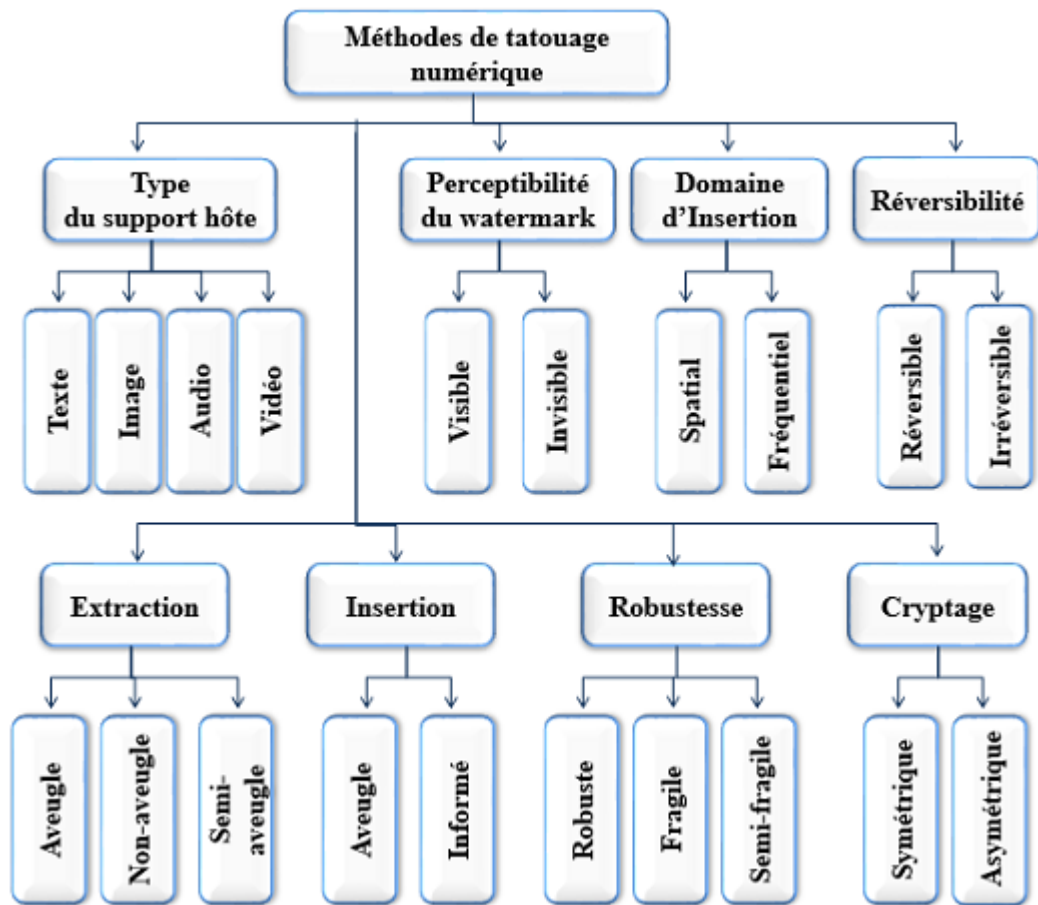 Méthodes de tatouage
numérique
Type
du support hôte
Perceptibilité
du watermark
Domaine
d’Insertion
Réversibilité
Texte
Image
Audio
Vidéo
Visible
Invisible
Spatial
Fréquentiel
Réversible
Irréversible
Extraction
Insertion
Robustesse
Cryptage
Aveugle
Non-aveugle
Semi-
aveugle
Aveugle
Informé
Robuste
Fragile
Semi-fragile
Symétrique
Asymétrique